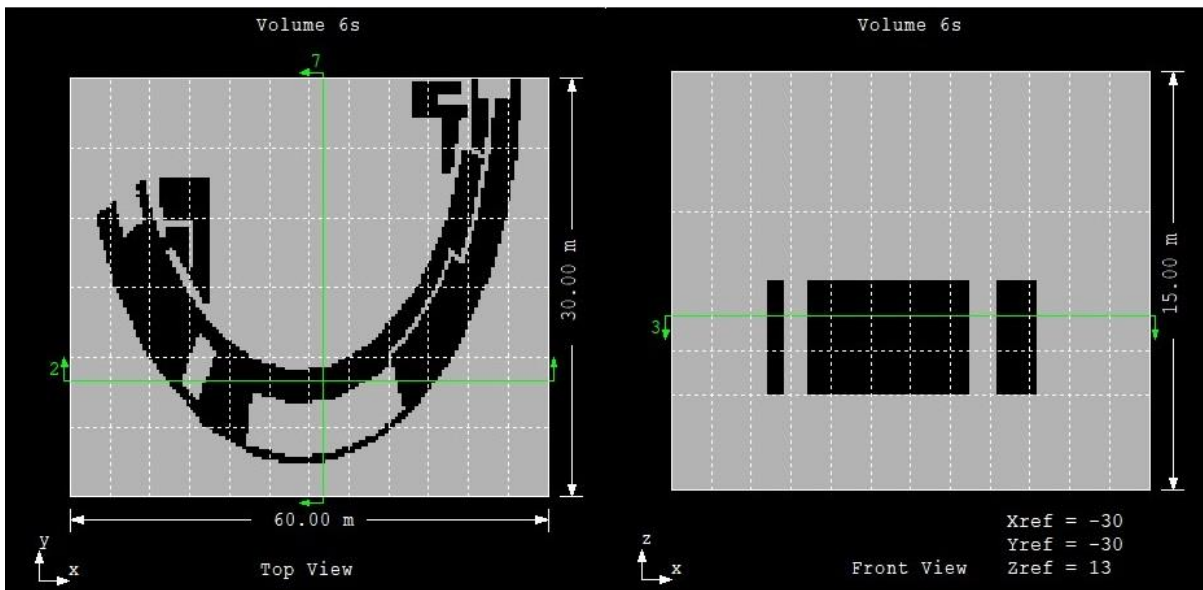 Volume 6s
7
2
30.00 m
60.00 m
y
x
Top View
Volume 6s
3
15.00 m
Xref = -30
Yref = -30
Zref = 13
z
x
Front View